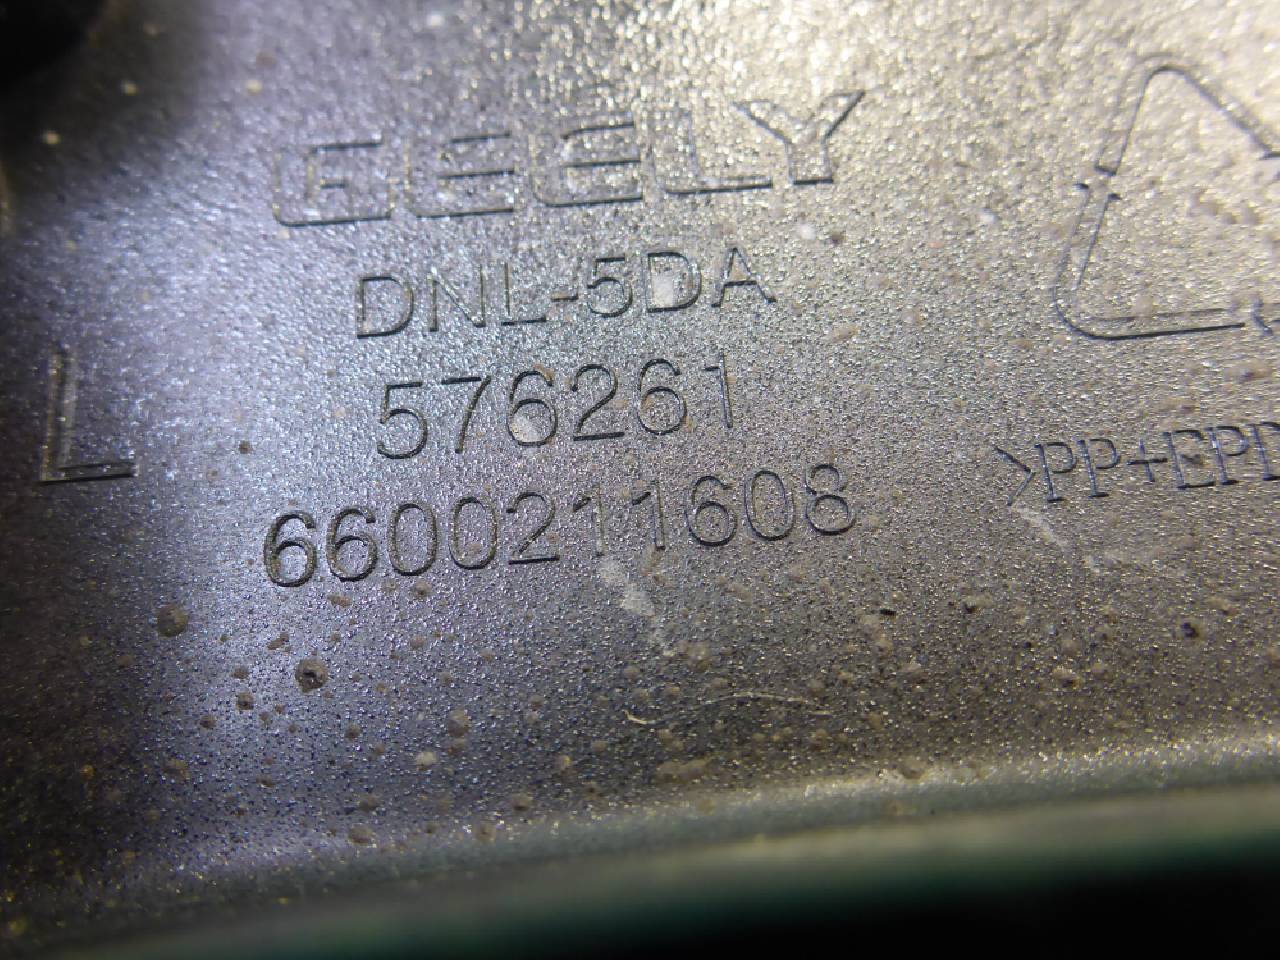 GEELY
DNL-5DA
576261
6600211608
L
>PP+EPD